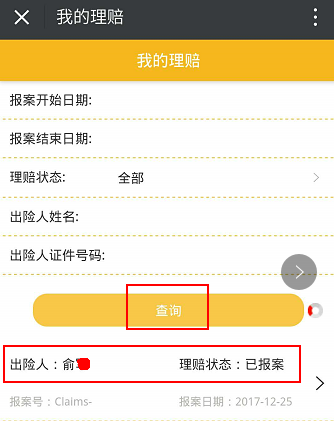 我的理赔
我的理赔
报案开始日期:
报案结束日期:
理赔状态: 全部
出险人姓名:
出险人证件号码:
查询
出险人：俞 理赔状态：已报案
报案号：Claims- 报案日期：2017-12-25